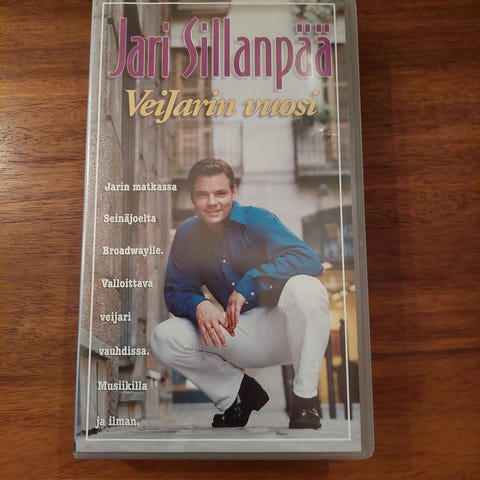 Jari Sillanpää
VeiJarin vuosi
Jarin matkassa
Seinäjoelta
Broadwaylle.
Valloittava
veijari
vauhdissa.
Musiikilla
ja ilman.